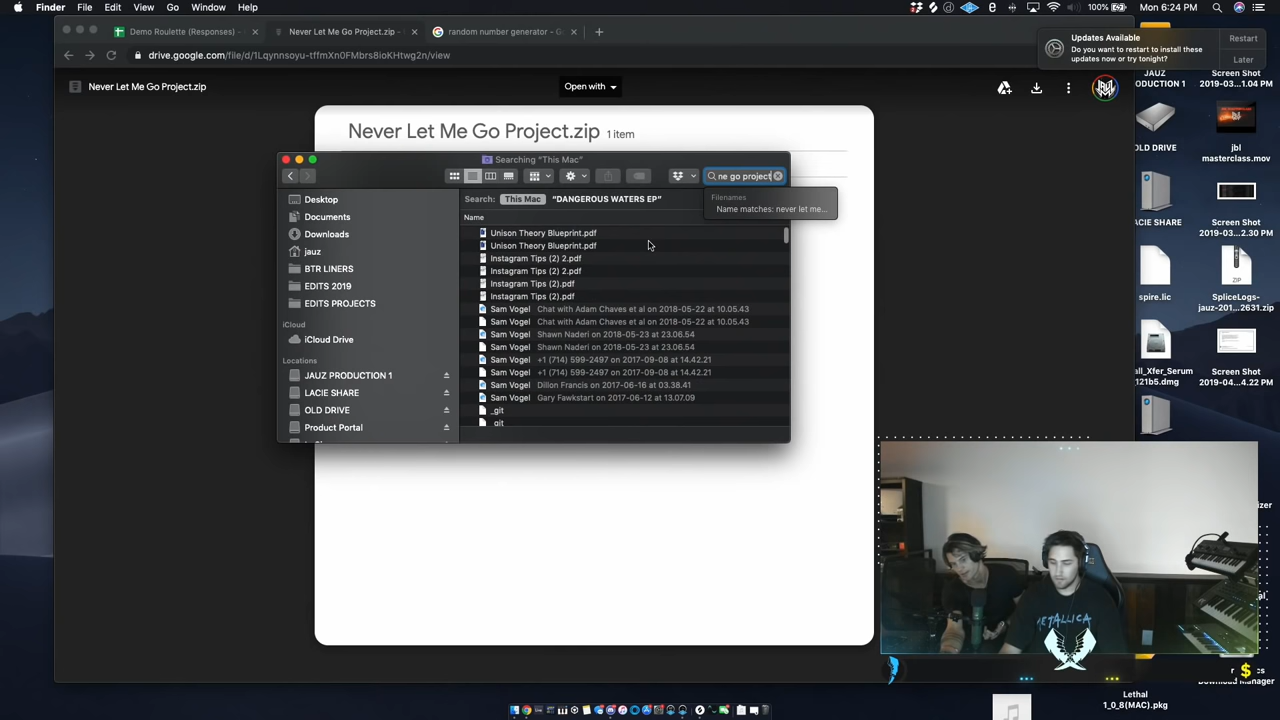 Finder File Edit View Go Window Help
100% Mon 6:24 PM
Demo Roulette (Responses) -
Never Let Me Go Project.zip -
random number generator - G
drive.google.com/file/d/1Lqynnsoyu-tffmXn0FMbrs8ioKHtwg2n/view
Updates Available
Do you want to restart to install these
updates now or try tonight?
Restart
Later
Never Let Me Go Project.zip
Open with
JAUZ
PRODUCTION 1
Screen Shot
2019-03...1.04 PM
Never Let Me Go Project.zip 1 item
Searching "This Mac"
ne go project
Filenames
Name matches: never let me...
Search: This Mac "DANGEROUS WATERS EP"
Name
Desktop
Documents
Downloads
jauz
BTR LINERS
EDITS 2019
EDITS PROJECTS
iCloud
iCloud Drive
Locations
JAUZ PRODUCTION 1
LACIE SHARE
OLD DRIVE
Product Portal
Unison Theory Blueprint.pdf
Unison Theory Blueprint.pdf
Instagram Tips (2) 2.pdf
Instagram Tips (2) 2.pdf
Instagram Tips (2).pdf
Instagram Tips (2).pdf
Sam Vogel Chat with Adam Chaves et al on 2018-05-22 at 10.05.43
Sam Vogel Chat with Adam Chaves et al on 2018-05-22 at 10.05.43
Sam Vogel Shawn Naderi on 2018-05-23 at 23.06.54
Sam Vogel Shawn Naderi on 2018-05-23 at 23.06.54
Sam Vogel +1 (714) 599-2497 on 2017-09-08 at 14.42.21
Sam Vogel +1 (714) 599-2497 on 2017-09-08 at 14.42.21
Sam Vogel Dillon Francis on 2017-06-16 at 03.38.41
Sam Vogel Gary Fawkstart on 2017-06-12 at 13.07.09
_git
_git
jbl
masterclass.mov
LACIE SHARE
Screen Shot
2019-03...9.09 PM
spire.lic
SpliceLogs-
jauz-201...2631.zip
all_Xfer_Serum
_121b5.dmg
Screen Shot
2019-04...4.22 PM
METALLICA
$
Download Manager
Lethal
1_0_8(MAC).pkg